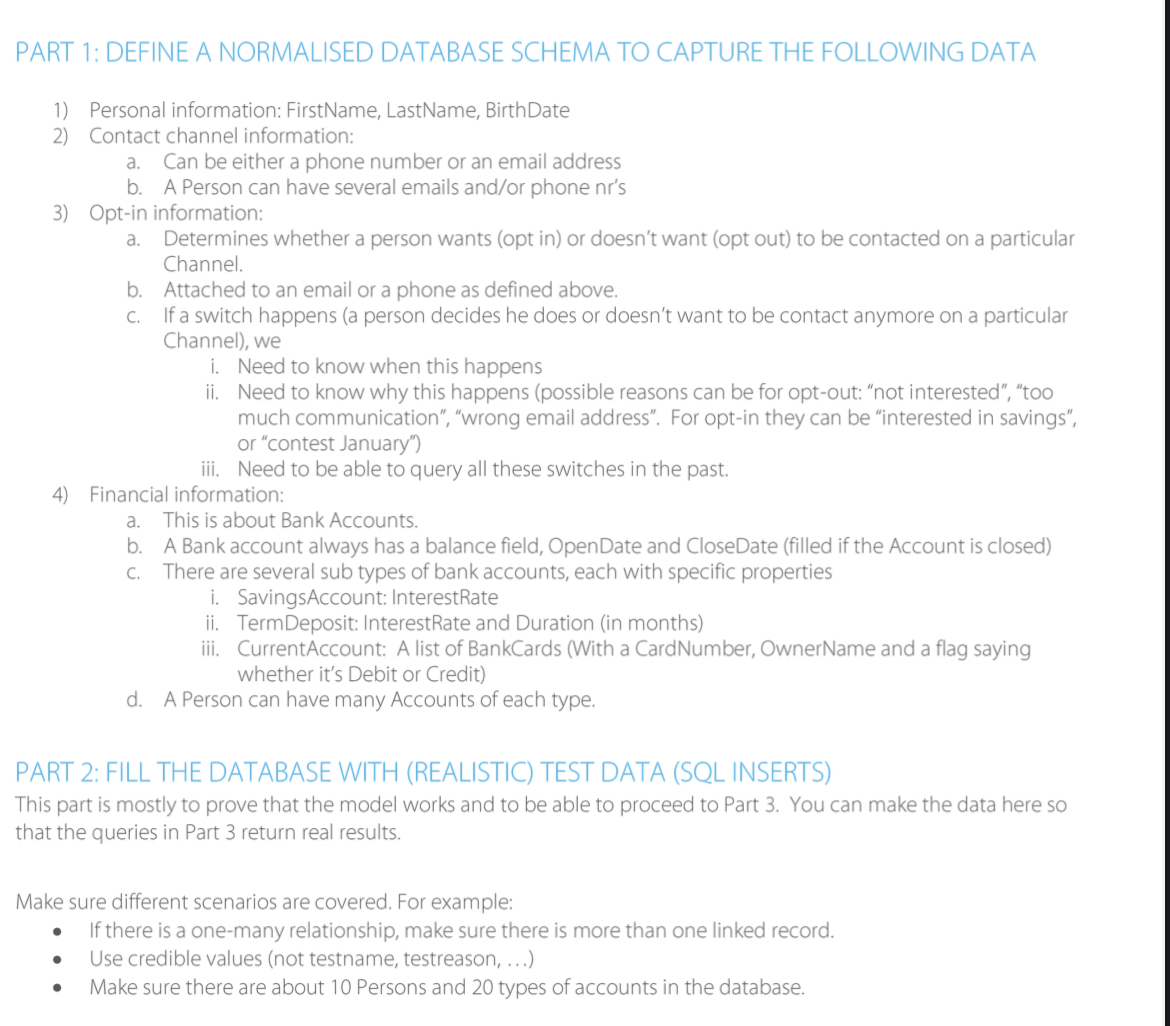 PART 1: DEFINE A NORMALISED DATABASE SCHEMA TO CAPTURE THE FOLLOWING DATA
1) Personal information: FirstName, LastName, BirthDate
2) Contact channel information:
a. Can be either a phone number or an email address
b. A Person can have several emails and/or phone nr's
3) Opt-in information:
a. Determines whether a person wants (opt in) or doesn't want (opt out) to be contacted on a particular
Channel.
b. Attached to an email or a phone as defined above.
c. If a switch happens (a person decides he does or doesn't want to be contact anymore on a particular
Channel), we
i. Need to know when this happens
ii. Need to know why this happens (possible reasons can be for opt-out: “not interested”, “too
much communication”, “wrong email address”. For opt-in they can be “interested in savings”,
or “contest January”)
iii. Need to be able to query all these switches in the past.
4) Financial information:
a. This is about Bank Accounts.
b. A Bank account always has a balance field, OpenDate and CloseDate (filled if the Account is closed)
c. There are several sub types of bank accounts, each with specific properties
i. SavingsAccount: InterestRate
ii. TermDeposit: InterestRate and Duration (in months)
iii. CurrentAccount: A list of BankCards (With a CardNumber, OwnerName and a flag saying
whether it's Debit or Credit)
d. A Person can have many Accounts of each type.
PART 2: FILL THE DATABASE WITH (REALISTIC) TEST DATA (SQL INSERTS)
This part is mostly to prove that the model works and to be able to proceed to Part 3. You can make the data here so
that the queries in Part 3 return real results.
Make sure different scenarios are covered. For example:
• If there is a one-many relationship, make sure there is more than one linked record.
• Use credible values (not testname, testreason, …)
• Make sure there are about 10 Persons and 20 types of accounts in the database.